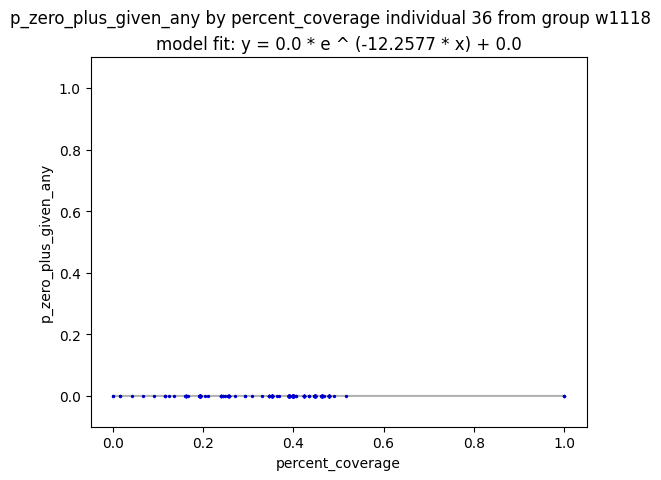 p_zero_plus_given_any by percent_coverage individual 36 from group w1118
model fit: y = 0.0 * e ^ (-12.2577 * x) + 0.0
1.0
0.8
0.6
0.4
0.2
0.0
p_zero_plus_given_any
0.0 0.2 0.4 0.6 0.8 1.0
percent_coverage